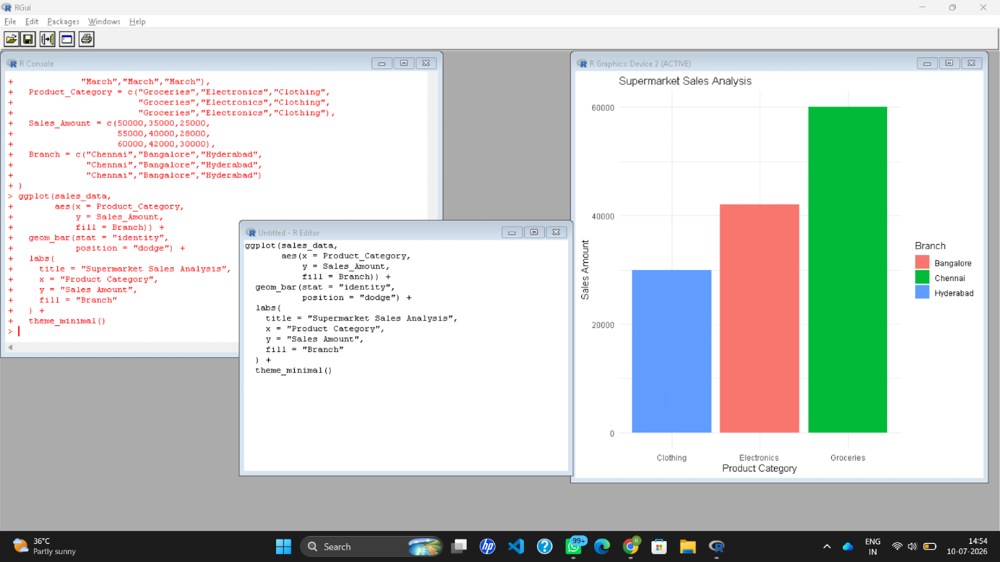 RGui
File Edit Packages Windows Help
R Console
+ "March","March","March"),
+ Product_Category = c("Groceries","Electronics","Clothing",
+ "Groceries","Electronics","Clothing",
+ "Groceries","Electronics","Clothing"),
+ Sales_Amount = c(50000,35000,25000,
+ 55000,40000,28000,
+ 60000,42000,30000),
+ Branch = c("Chennai","Bangalore","Hyderabad",
+ "Chennai","Bangalore","Hyderabad",
+ "Chennai","Bangalore","Hyderabad")
+ )
> ggplot(sales_data,
+ aes(x = Product_Category,
+ y = Sales_Amount,
+ fill = Branch)) +
+ geom_bar(stat = "identity",
+ position = "dodge") +
+ labs(
+ title = "Supermarket Sales Analysis",
+ x = "Product Category",
+ y = "Sales Amount",
+ fill = "Branch"
+ ) +
+ theme_minimal()
>
Untitled - R Editor
ggplot(sales_data,
aes(x = Product_Category,
y = Sales_Amount,
fill = Branch)) +
geom_bar(stat = "identity",
position = "dodge") +
labs(
title = "Supermarket Sales Analysis",
x = "Product Category",
y = "Sales Amount",
fill = "Branch"
) +
theme_minimal()
R Graphics: Device 2 (ACTIVE)
Supermarket Sales Analysis
60000
40000
20000
0
Sales Amount
Clothing Electronics Groceries
Product Category
Branch
Bangalore
Chennai
Hyderabad
36°C
Partly sunny
Search
hp
99+
R
ENG
IN
14:54
10-07-2026